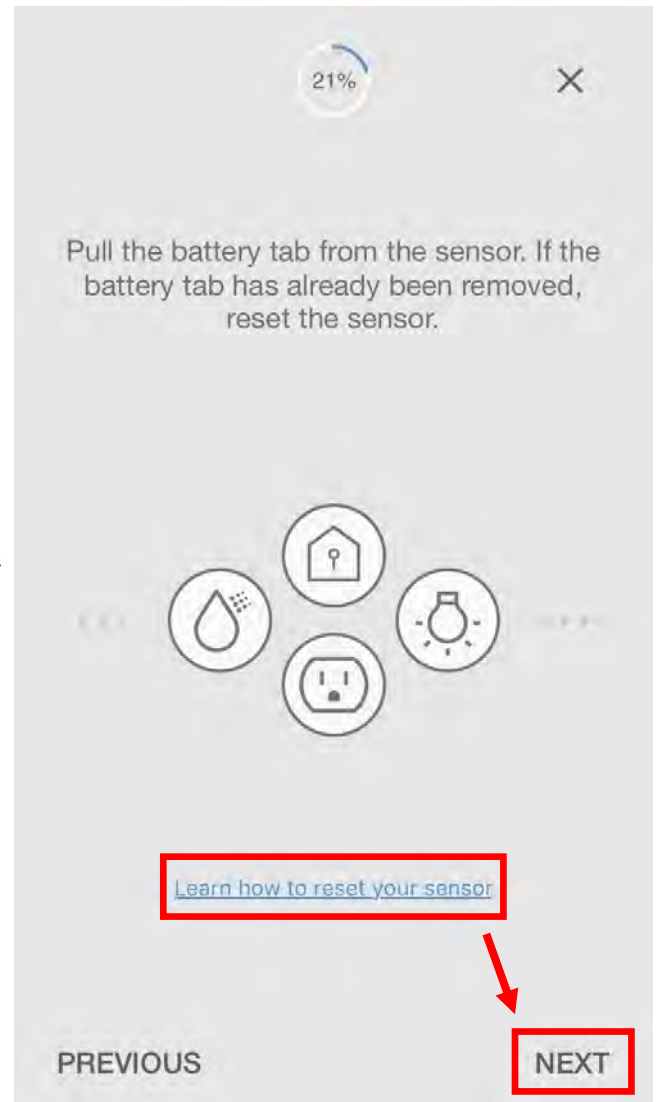 21%
Pull the battery tab from the sensor. If the
battery tab has already been removed,
reset the sensor.
Learn how to reset your sensor
PREVIOUS
NEXT